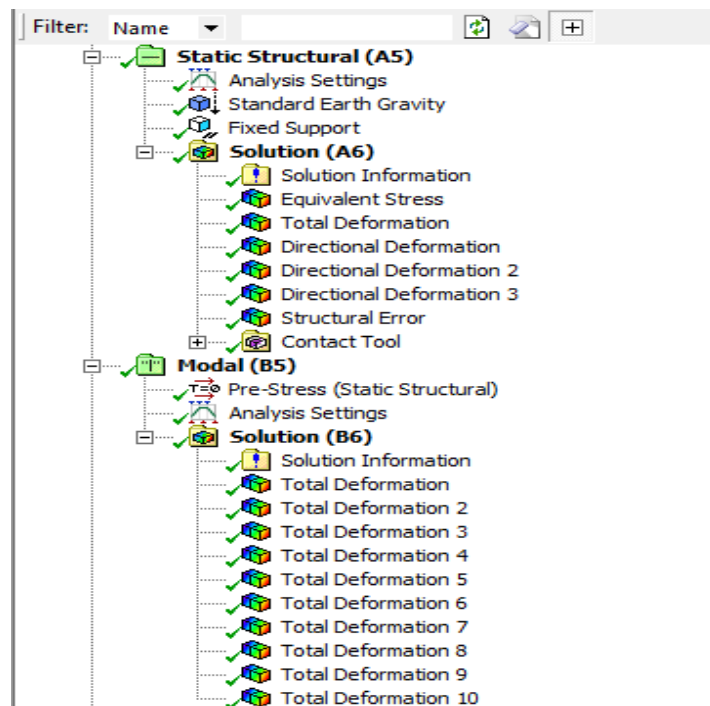 Filter: Name
Static Structural (A5)
Analysis Settings
Standard Earth Gravity
Fixed Support
Solution (A6)
Solution Information
Equivalent Stress
Total Deformation
Directional Deformation
Directional Deformation 2
Directional Deformation 3
Structural Error
Contact Tool
Modal (B5)
T=0 Pre-Stress (Static Structural)
Analysis Settings
Solution (B6)
Solution Information
Total Deformation
Total Deformation 2
Total Deformation 3
Total Deformation 4
Total Deformation 5
Total Deformation 6
Total Deformation 7
Total Deformation 8
Total Deformation 9
Total Deformation 10